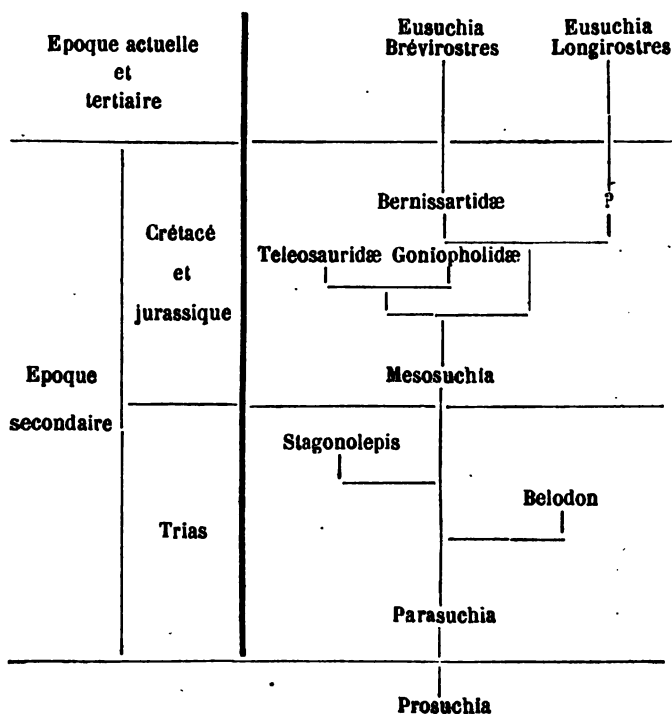 Epoque actuelle
et
tertiaire
Eusuchia
Brévirostres
Eusuchia
Longirostres
Epoque
secondaire
Crétacé
et
jurassique
Bernissartidæ
?
Teleosauridæ Goniopholidæ
Mesosuchia
Trias
Stagonolepis
Belodon
Parasuchia
Prosuchia